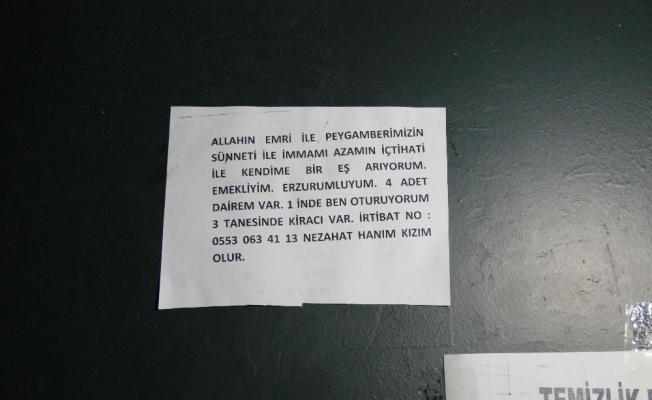 ALLAHIN EMRİ İLE PEYGAMBERİMİZİN
SÜNNETİ İLE İMMAMI AZAMIN İÇTİHATİ
İLE KENDİME BİR EŞ ARIYORUM.
EMEKLİYİM. ERZURUMLUYUM. 4 ADET
DAİREM VAR. 1 İNDE BEN OTURUYORUM
3 TANESİNDE KİRACI VAR. İRTİBAT NO :
0553 063 41 13 NEZAHAT HANIM KIZIM
OLUR.
TEMİZLİK